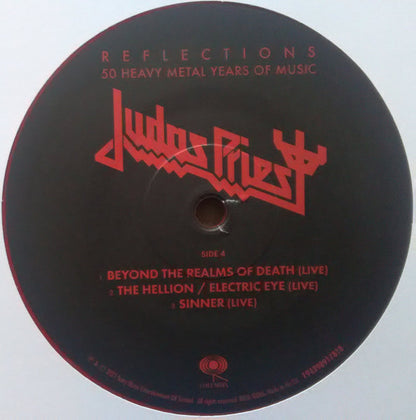 REFLECTIONS
50 HEAVY METAL YEARS OF MUSIC
Judas Priest
SIDE 4
1 BEYOND THE REALMS OF DEATH (LIVE)
2 THE HELLION / ELECTRIC EYE (LIVE)
3 SINNER (LIVE)
COLUMBIA